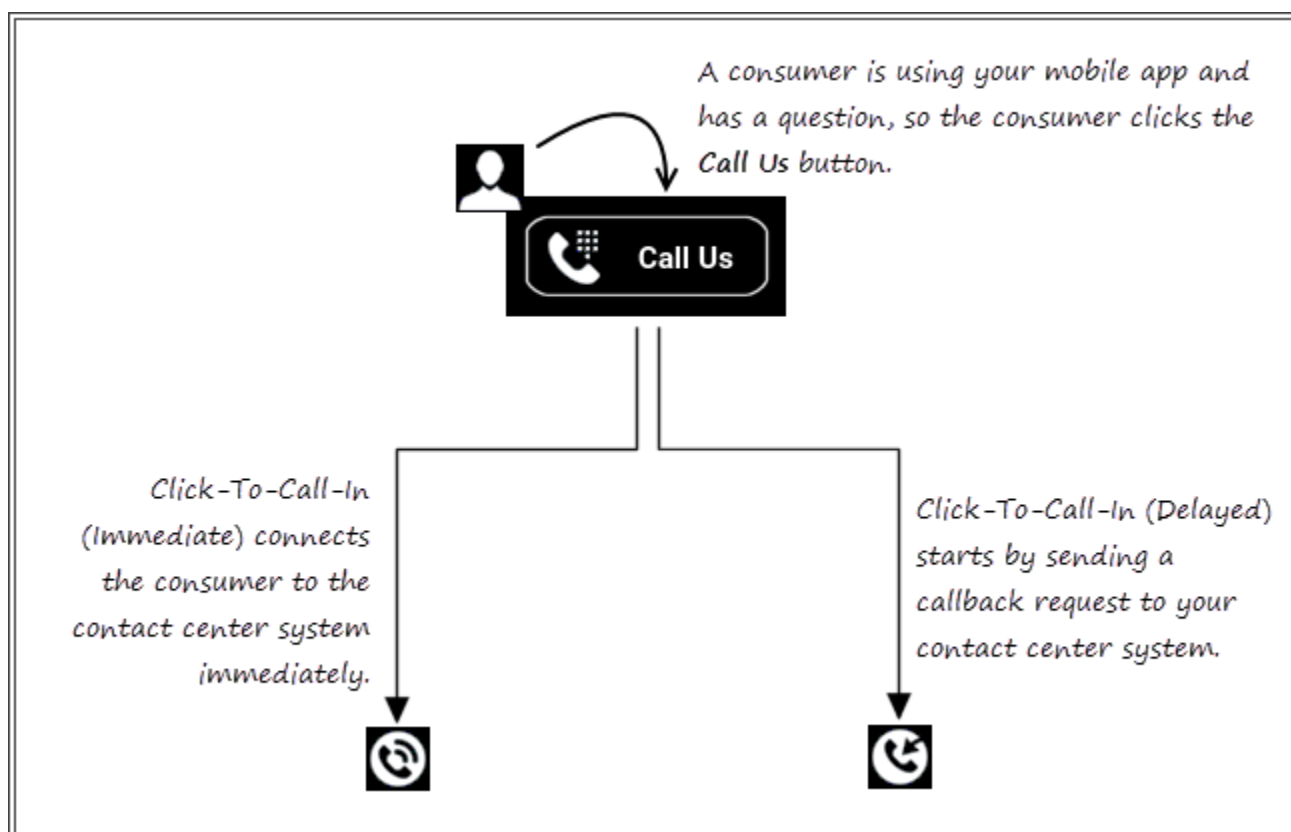 A consumer is using your mobile app and
has a question, so the consumer clicks the
Call Us button.
Call Us
Click-To-Call-In
(Immediate) connects
the consumer to the
contact center system
immediately.
Click-To-Call-In (Delayed)
starts by sending a
callback request to your
contact center system.